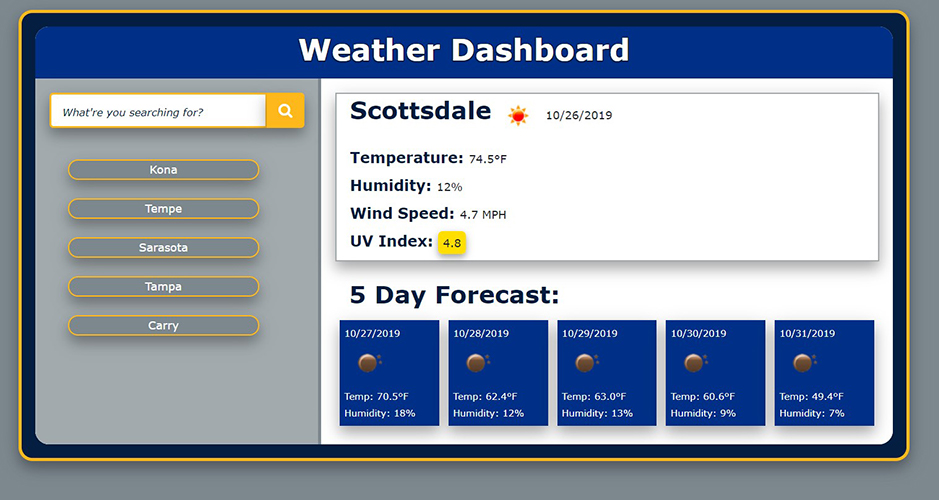 Weather Dashboard
What're you searching for?
Kona
Tempe
Sarasota
Tampa
Carry
Scottsdale 10/26/2019
Temperature: 74.5°F
Humidity: 12%
Wind Speed: 4.7 MPH
UV Index: 4.8
5 Day Forecast:
10/27/2019
Temp: 70.5°F
Humidity: 18%
10/28/2019
Temp: 62.4°F
Humidity: 12%
10/29/2019
Temp: 63.0°F
Humidity: 13%
10/30/2019
Temp: 60.6°F
Humidity: 9%
10/31/2019
Temp: 49.4°F
Humidity: 7%